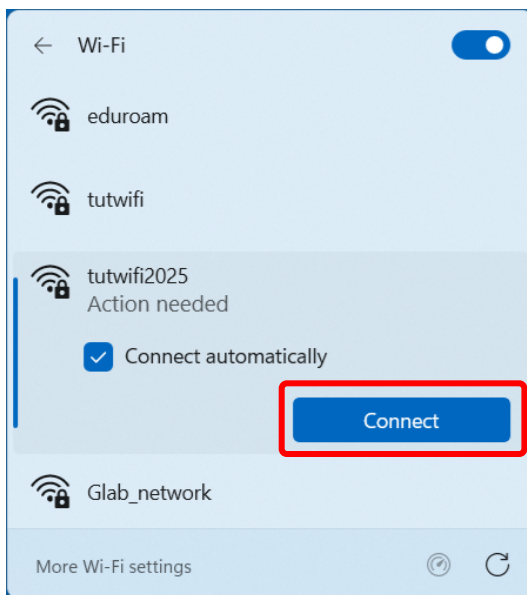 Wi-Fi
eduroam
tutwifi
tutwifi2025
Action needed
Connect automatically
Connect
Glab_network
More Wi-Fi settings